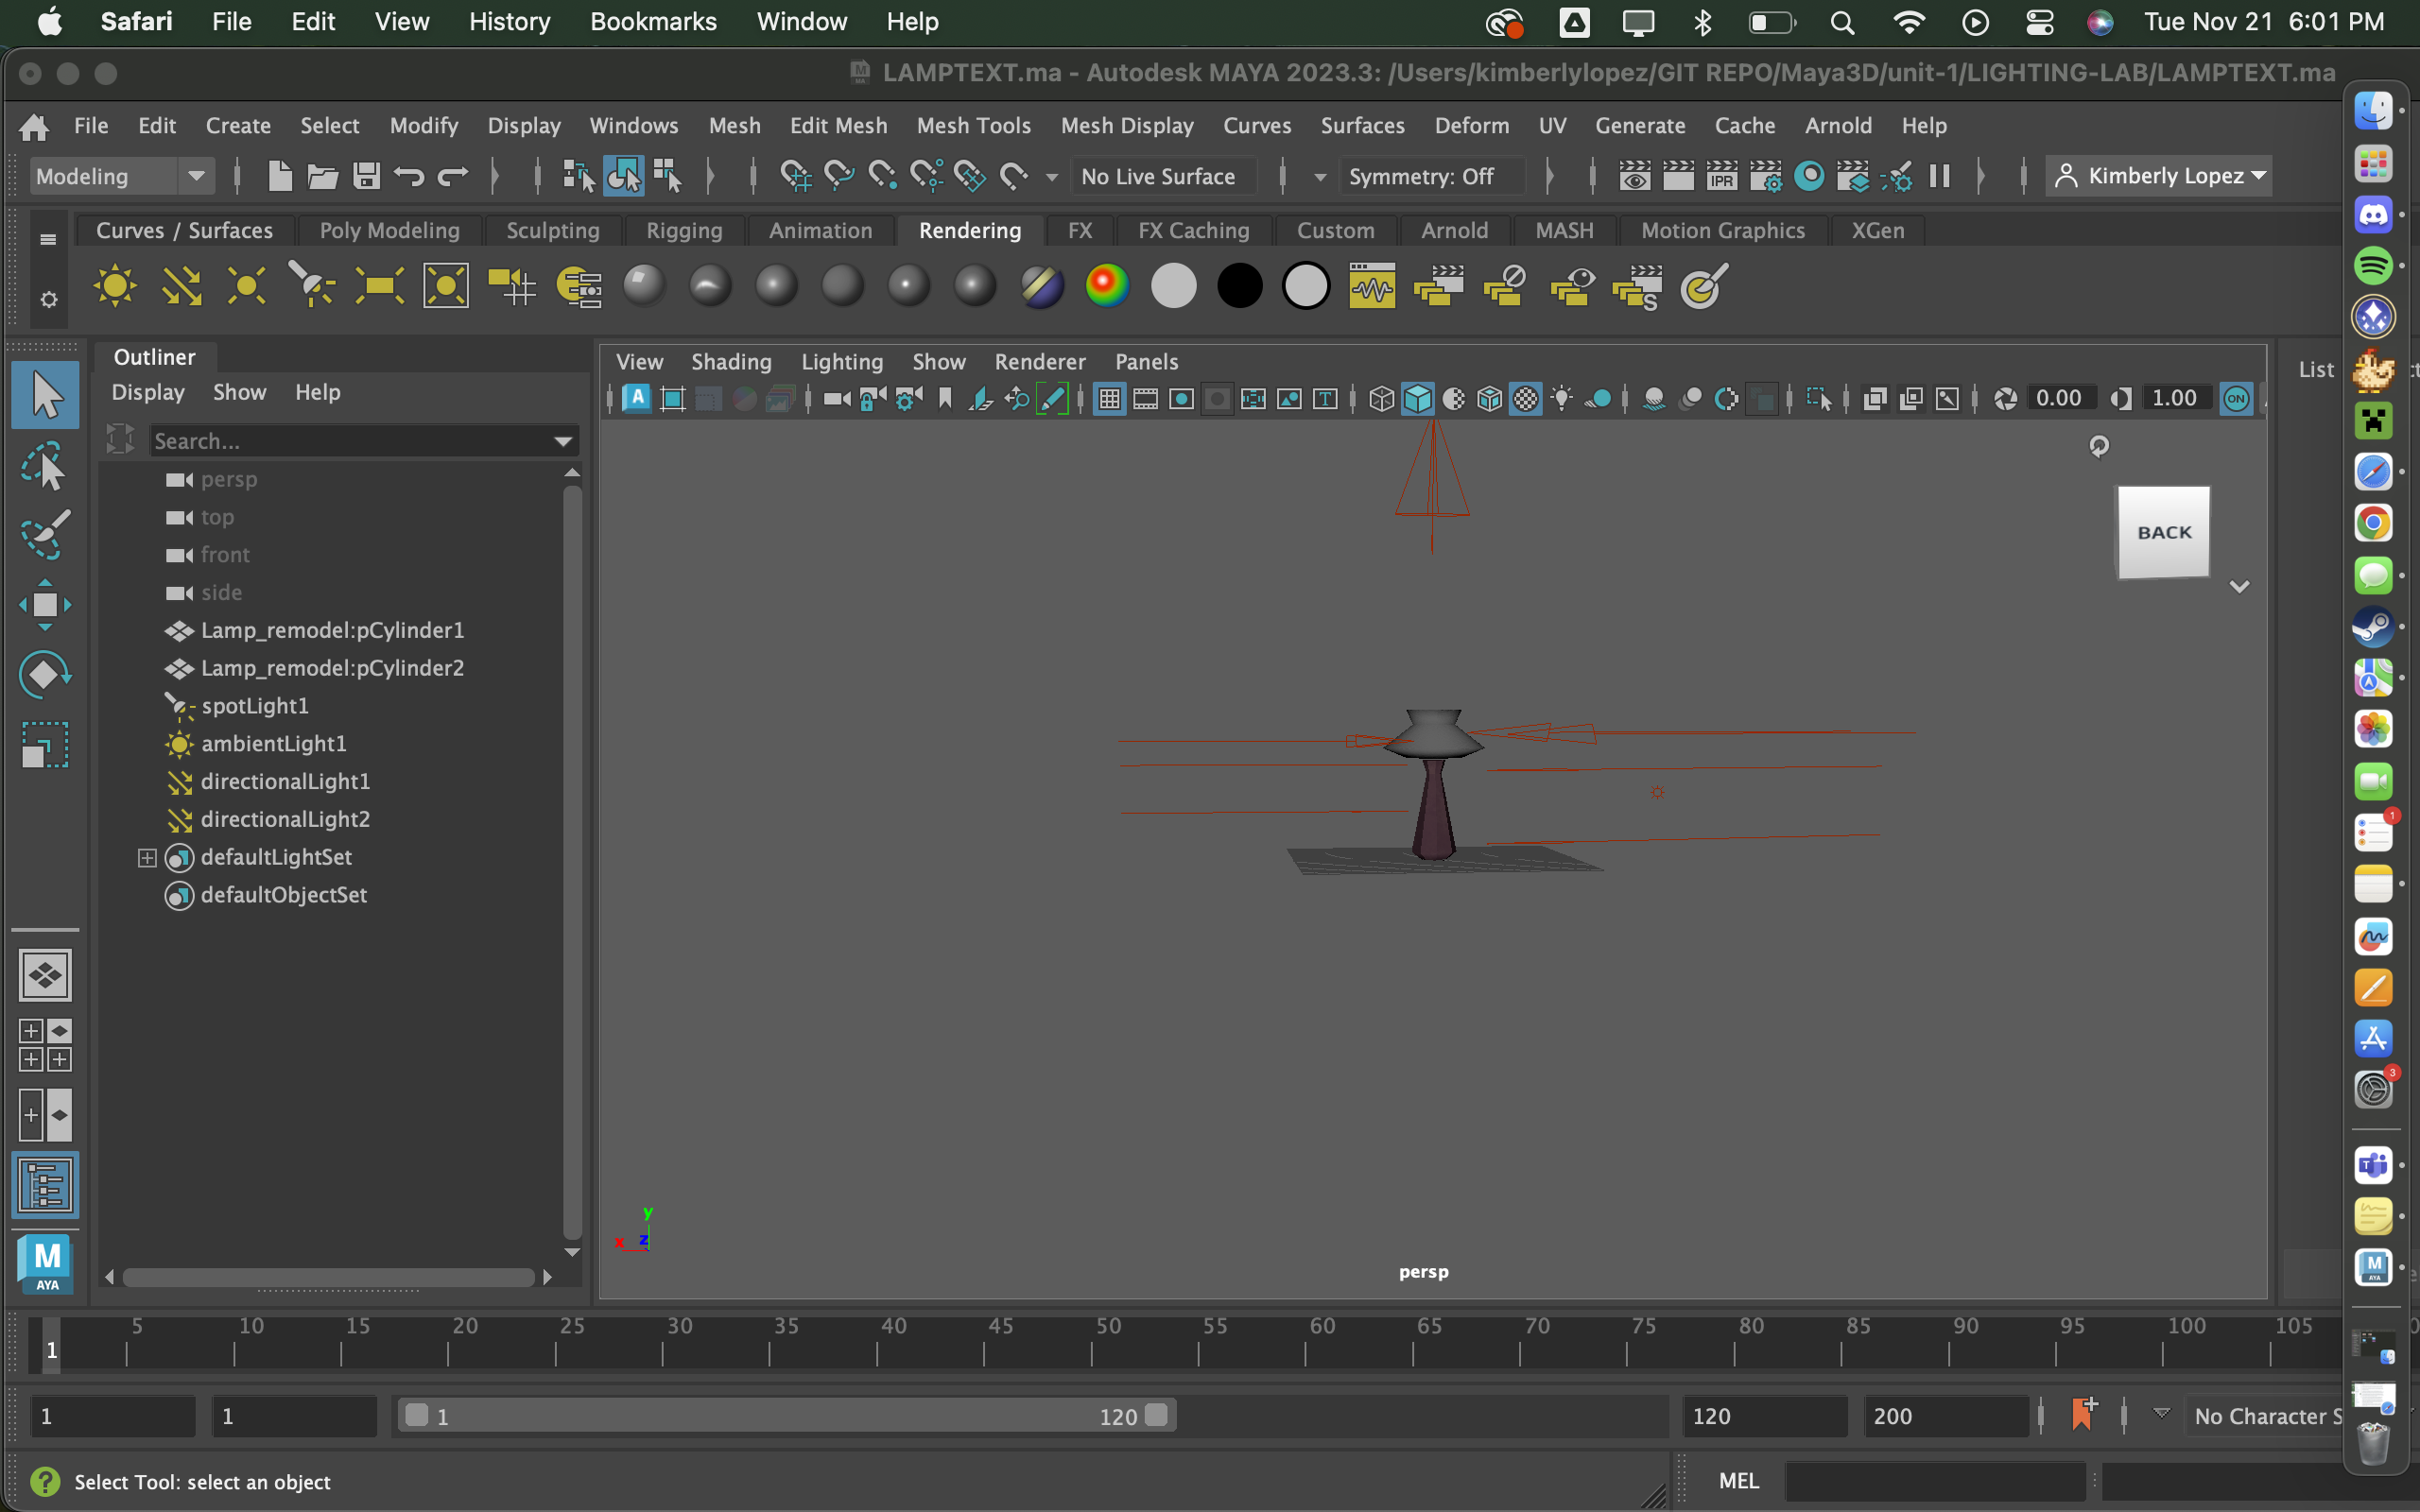 Safari File Edit View History Bookmarks Window Help Tue Nov 21 6:01 PM
LAMPTEXT.ma - Autodesk MAYA 2023.3: /Users/kimberlylopez/GIT REPO/Maya3D/unit-1/LIGHTING-LAB/LAMPTEXT.ma
File Edit Create Select Modify Display Windows Mesh Edit Mesh Mesh Tools Mesh Display Curves Surfaces Deform UV Generate Cache Arnold Help
Modeling No Live Surface Symmetry: Off IPR Kimberly Lopez
Curves / Surfaces Poly Modeling Sculpting Rigging Animation Rendering FX FX Caching Custom Arnold MASH Motion Graphics XGen
S
Outliner
Display Show Help
Search...
persp
top
front
side
Lamp_remodel:pCylinder1
Lamp_remodel:pCylinder2
spotLight1
ambientLight1
directionalLight1
directionalLight2
defaultLightSet
defaultObjectSet
View Shading Lighting Show Renderer Panels
A T 0.00 1.00 ON
List
BACK
y
x z
persp
M
AYA
1
3
T
M
AYA
5 10 15 20 25 30 35 40 45 50 55 60 65 70 75 80 85 90 95 100 105
1
1 1 1 120 120 200 No Character S
? Select Tool: select an object MEL